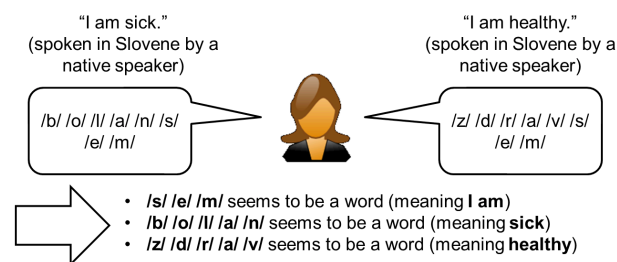 “I am sick.”
(spoken in Slovene by a
native speaker)
“I am healthy.”
(spoken in Slovene by a
native speaker)
/b/ /o/ /l/ /a/ /n/ /s/
/e/ /m/
/z/ /d/ /r/ /a/ /v/ /s/
/e/ /m/
• /s/ /e/ /m/ seems to be a word (meaning I am)
• /b/ /o/ /l/ /a/ /n/ seems to be a word (meaning sick)
• /z/ /d/ /r/ /a/ /v/ seems to be a word (meaning healthy)